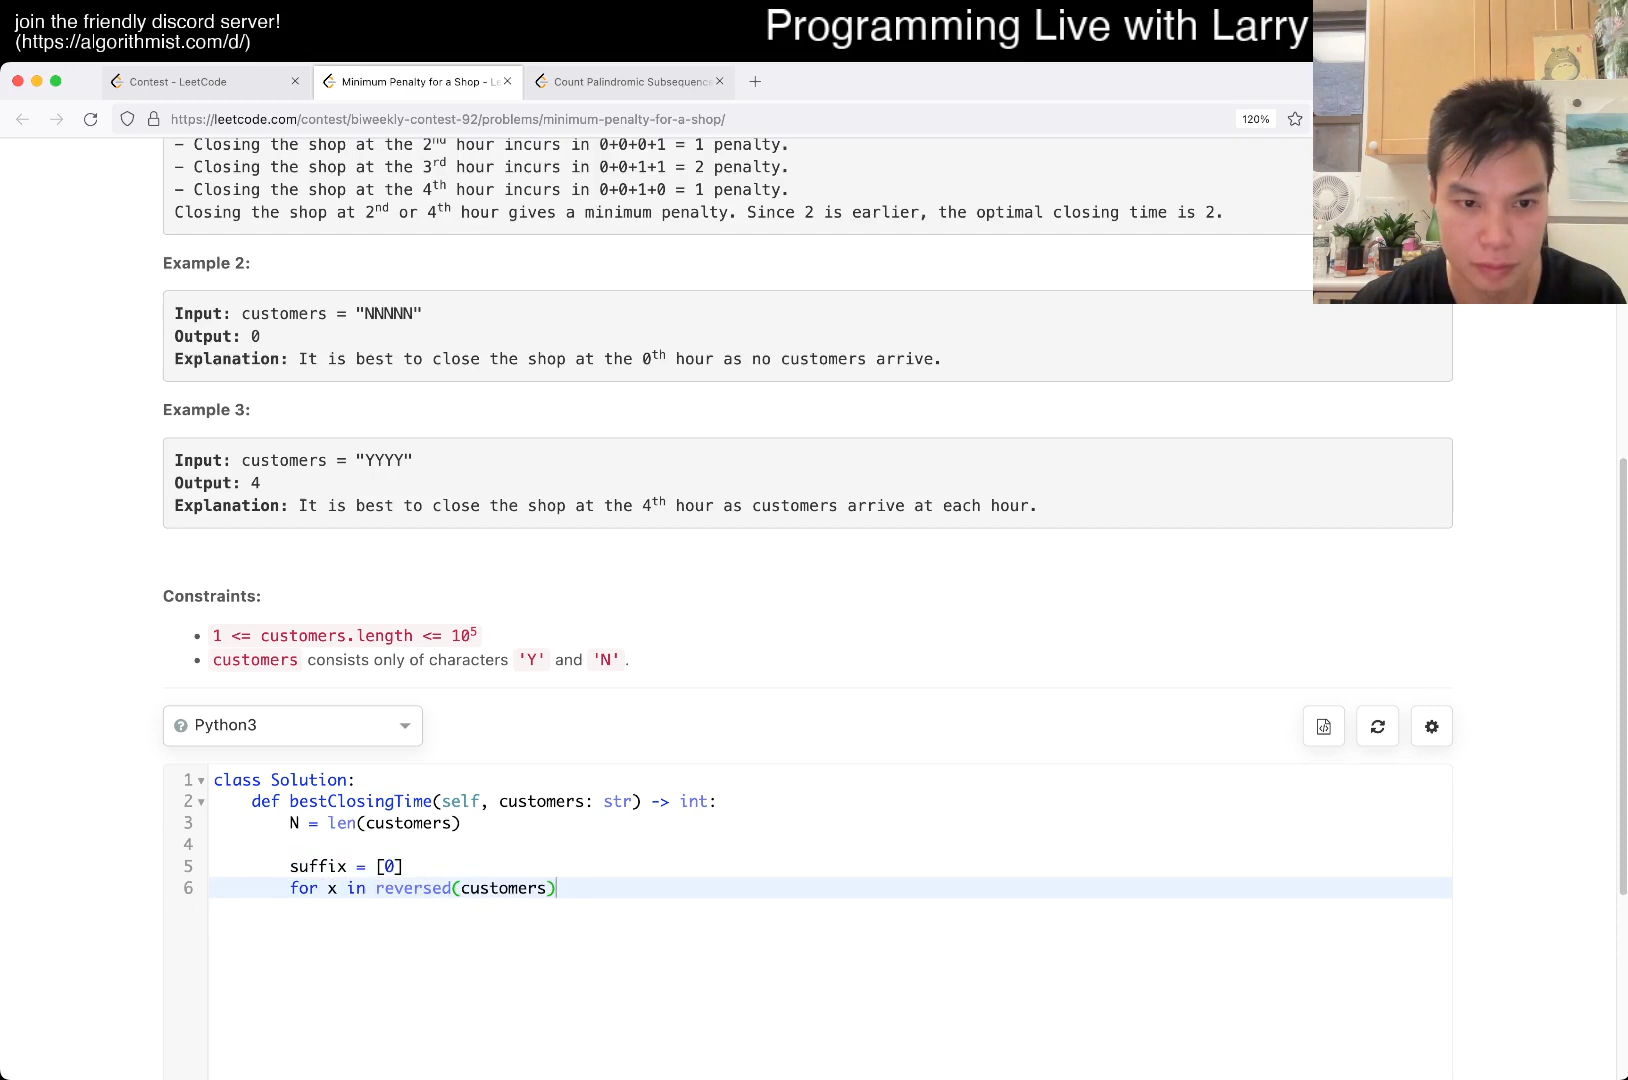 join the friendly discord server!
(https://algorithmist.com/d/)
Programming Live with Larry
Contest - LeetCode
Minimum Penalty for a Shop - Le
Count Palindromic Subsequence
https://leetcode.com/contest/biweekly-contest-92/problems/minimum-penalty-for-a-shop/
120%
– Closing the shop at the 2nd hour incurs in 0+0+0+1 = 1 penalty.
– Closing the shop at the 3rd hour incurs in 0+0+1+1 = 2 penalty.
– Closing the shop at the 4th hour incurs in 0+0+1+0 = 1 penalty.
Closing the shop at 2nd or 4th hour gives a minimum penalty. Since 2 is earlier, the optimal closing time is 2.
Example 2:
Input: customers = "NNNNN"
Output: 0
Explanation: It is best to close the shop at the 0th hour as no customers arrive.
Example 3:
Input: customers = "YYYY"
Output: 4
Explanation: It is best to close the shop at the 4th hour as customers arrive at each hour.
Constraints:
• 1 <= customers.length <= 10^5
• customers consists only of characters 'Y' and 'N'.
Python3
1 class Solution:
2 def bestClosingTime(self, customers: str) -> int:
3 N = len(customers)
4
5 suffix = [0]
6 for x in reversed(customers)